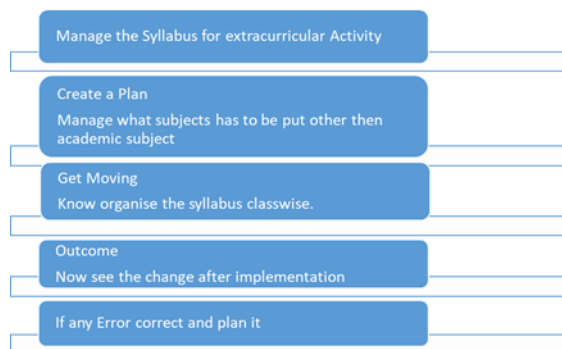 Manage the Syllabus for extracurricular Activity
Create a Plan
Manage what subjects has to be put other then
academic subject
Get Moving
Know organise the syllabus classwise.
Outcome
Now see the change after implementation
If any Error correct and plan it